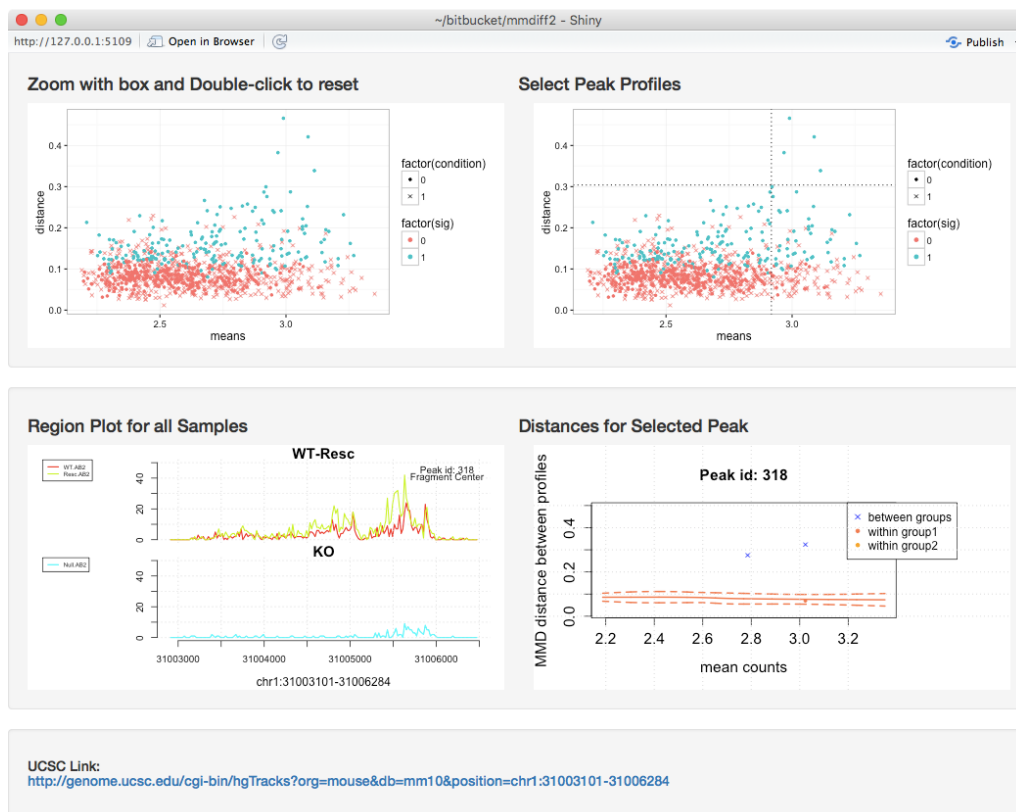 ~/bitbucket/mmdiff2 - Shiny
http://127.0.0.1:5109 Open in Browser Publish
Zoom with box and Double-click to reset
distance
0.4
0.3
0.2
0.1
0.0
2.5 3.0
means
factor(condition)
0
1
factor(sig)
0
1
Select Peak Profiles
distance
0.4
0.3
0.2
0.1
0.0
2.5 3.0
means
factor(condition)
0
1
factor(sig)
0
1
Region Plot for all Samples
WT.AB2
Resc.AB2
WT-Resc
Peak id: 318
Fragment Center
40
20
0
Null.AB2
KO
40
20
0
31003000 31004000 31005000 31006000
chr1:31003101-31006284
Distances for Selected Peak
Peak id: 318
MMD distance between profiles
0.4
0.2
0.0
between groups
within group1
within group2
2.2 2.4 2.6 2.8 3.0 3.2
mean counts
UCSC Link:
http://genome.ucsc.edu/cgi-bin/hgTracks?org=mouse&db=mm10&position=chr1:31003101-31006284